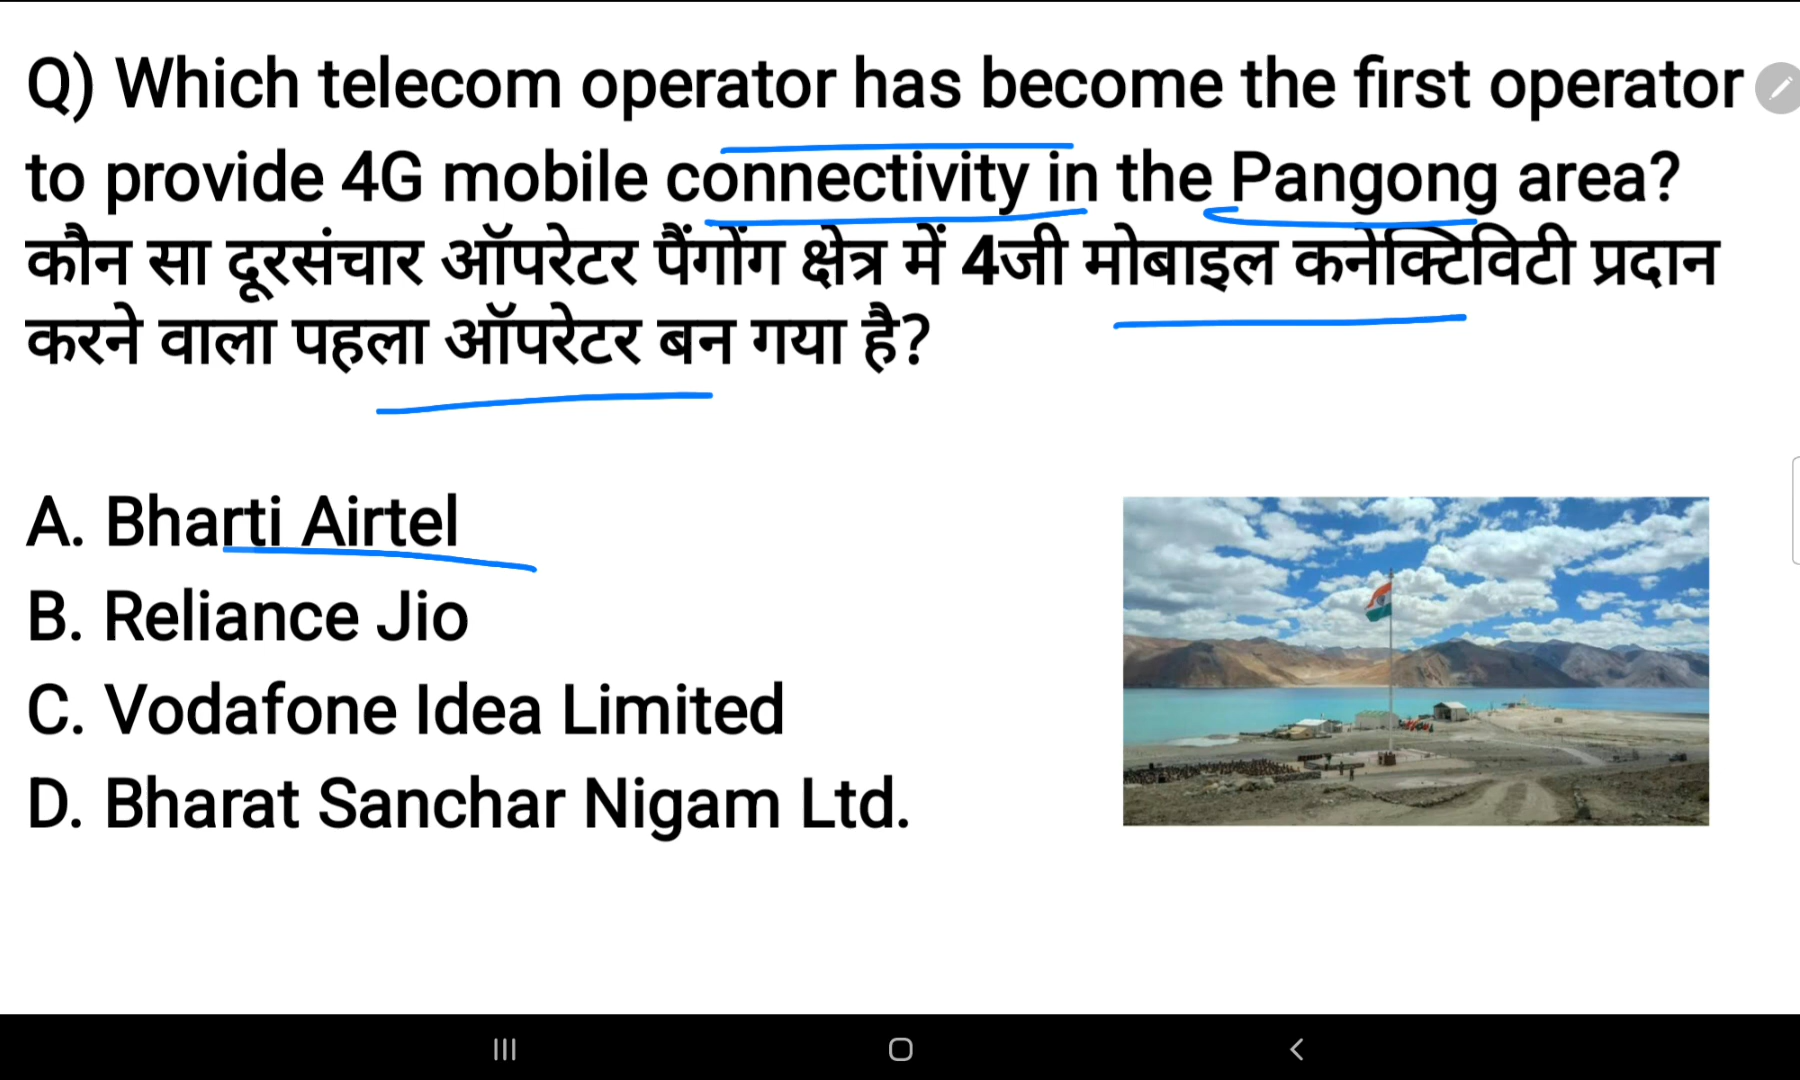 Q) Which telecom operator has become the first operator
to provide 4G mobile connectivity in the Pangong area?
कौन सा दूरसंचार ऑपरेटर पैंगोंग क्षेत्र में 4जी मोबाइल कनेक्टिविटी प्रदान
करने वाला पहला ऑपरेटर बन गया है?
A. Bharti Airtel
B. Reliance Jio
C. Vodafone Idea Limited
D. Bharat Sanchar Nigam Ltd.